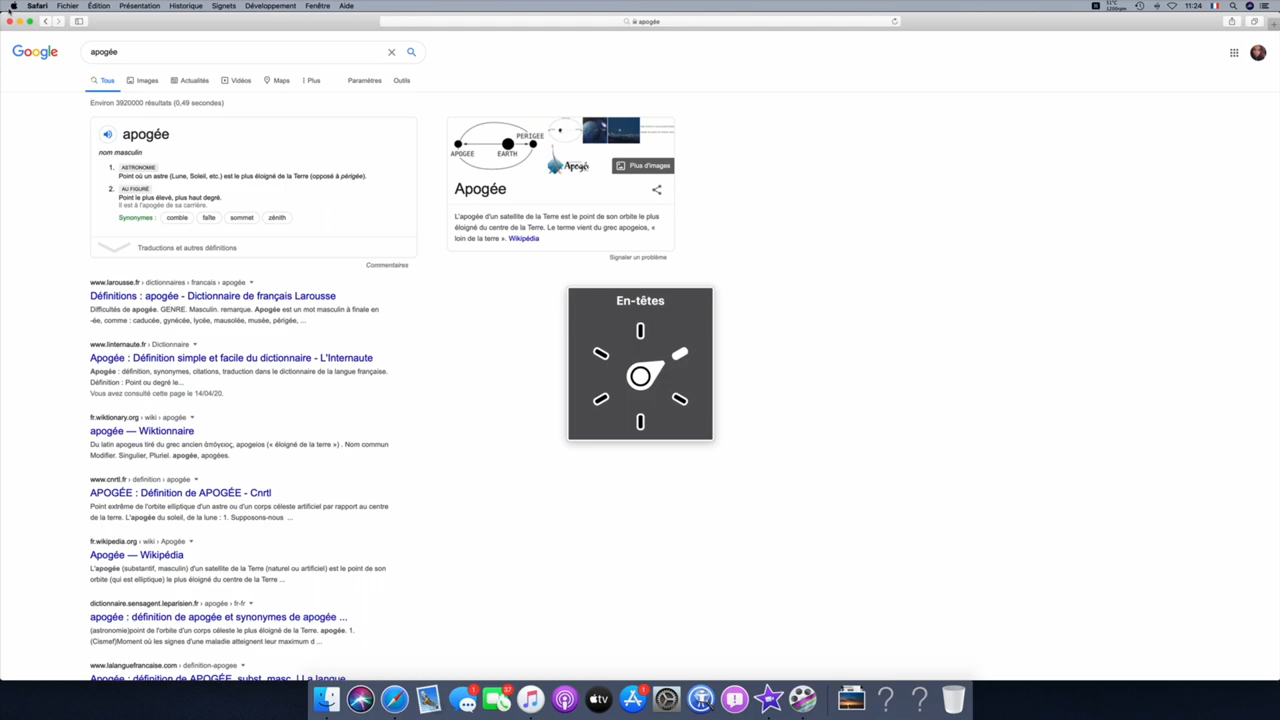 Safari Fichier Édition Présentation Historique Signets Développement Fenêtre Aide
51°C
1200rpm
11:24
apogée
Google
apogée
Tous Images Actualités Vidéos Maps Plus Paramètres Outils
Environ 3920000 résultats (0,49 secondes)
apogée
nom masculin
1. ASTRONOMIE
Point où un astre (Lune, Soleil, etc.) est le plus éloigné de la Terre (opposé à périgée).
2. AU FIGURÉ
Point le plus élevé, plus haut degré.
Il est à l'apogée de sa carrière.
Synonymes : comble faîte sommet zénith
Traductions et autres définitions
Commentaires
PERIGEE
APOGEE EARTH
Apogé
Plus d'images
Apogée
L'apogée d'un satellite de la Terre est le point de son orbite le plus
éloigné du centre de la Terre. Le terme vient du grec apogeios, «
loin de la terre ». Wikipédia
Signaler un problème
En-têtes
www.larousse.fr › dictionnaires › francais › apogée
Définitions : apogée - Dictionnaire de français Larousse
Difficultés de apogée. GENRE. Masculin. remarque. Apogée est un mot masculin à finale en
-ée, comme : caducée, gynécée, lycée, mausolée, musée, périgée, ...
www.linternaute.fr › Dictionnaire
Apogée : Définition simple et facile du dictionnaire - L'Internaute
Apogée : définition, synonymes, citations, traduction dans le dictionnaire de la langue française.
Définition : Point ou degré le...
Vous avez consulté cette page le 14/04/20.
fr.wiktionary.org › wiki › apogée
apogée — Wiktionnaire
Du latin apogeus tiré du grec ancien ἀπόγειος, apogeios (« éloigné de la terre ») . Nom commun
Modifier. Singulier, Pluriel. apogée, apogées.
www.cnrtl.fr › definition › apogée
APOGÉE : Définition de APOGÉE - Cnrtl
Point extrême de l'orbite elliptique d'un astre ou d'un corps céleste artificiel par rapport au centre
de la terre. L'apogée du soleil, de la lune : 1. Supposons-nous ...
fr.wikipedia.org › wiki › Apogée
Apogée — Wikipédia
L'apogée (substantif, masculin) d'un satellite de la Terre (naturel ou artificiel) est le point de son
orbite (qui est elliptique) le plus éloigné du centre de la Terre ...
dictionnaire.sensagent.leparisien.fr › apogée › fr-fr
apogée : définition de apogée et synonymes de apogée ...
(astronomie)point de l'orbite d'un corps céleste le plus éloigné de la Terre. apogée. 1.
(Cismef)Moment où les signes d'une maladie atteignent leur maximum d ...
www.lalanguefrancaise.com › definition-apogee
apogée : définition de apogée, subst. masc. | La langue
1 37 tv 1